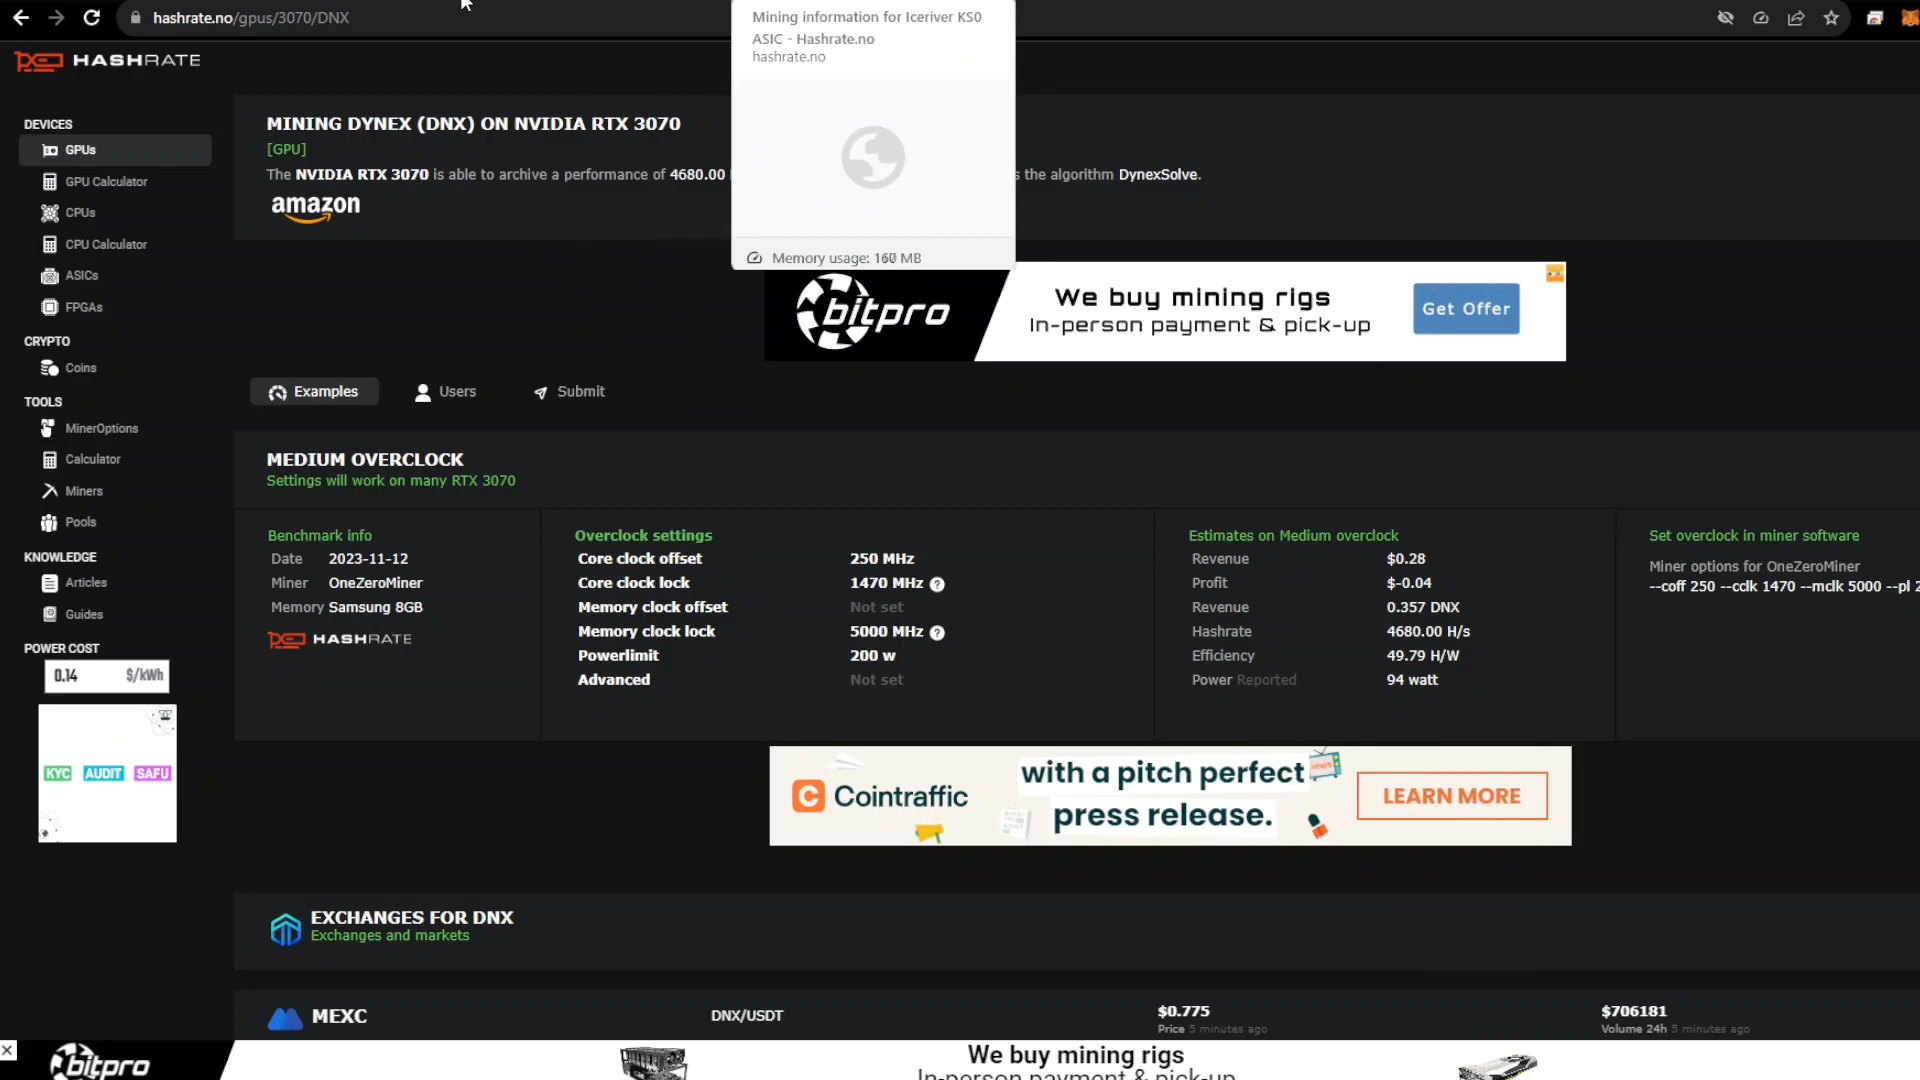 hashrate.no/gpus/3070/DNX
Mining information for Iceriver KS0
ASIC - Hashrate.no
hashrate.no
Memory usage: MB
HASHRATE
DEVICES
GPUs
GPU Calculator
CPUs
CPU Calculator
ASICs
FPGAs
CRYPTO
Coins
TOOLS
MinerOptions
Calculator
Miners
Pools
KNOWLEDGE
Articles
Guides
POWER COST
0.14 $/kWh
KYC AUDIT SAFU
MINING DYNEX (DNX) ON NVIDIA RTX 3070
[GPU]
The NVIDIA RTX 3070 is able to archive a performance of 4680.00 s the algorithm DynexSolve.
amazon
bitpro
We buy mining rigs
In-person payment & pick-up
Get Offer
Examples
Users
Submit
MEDIUM OVERCLOCK
Settings will work on many RTX 3070
Benchmark info
Date 2023-11-12
Miner OneZeroMiner
Memory Samsung 8GB
HASHRATE
Overclock settings
Core clock offset 250 MHz
Core clock lock 1470 MHz ?
Memory clock offset Not set
Memory clock lock 5000 MHz ?
Powerlimit 200 w
Advanced Not set
Estimates on Medium overclock
Revenue $0.28
Profit $-0.04
Revenue 0.357 DNX
Hashrate 4680.00 H/s
Efficiency 49.79 H/W
Power Reported 94 watt
Set overclock in miner software
Miner options for OneZeroMiner
--coff 250 --cclk 1470 --mclk 5000 --pl 2
Cointraffic
with a pitch perfect
press release.
LEARN MORE
EXCHANGES FOR DNX
Exchanges and markets
MEXC
DNX/USDT
$0.775
Price 5 minutes ago
$706181
Volume 24h 5 minutes ago
bitpro
We buy mining rigs
In-person payment & pick-up